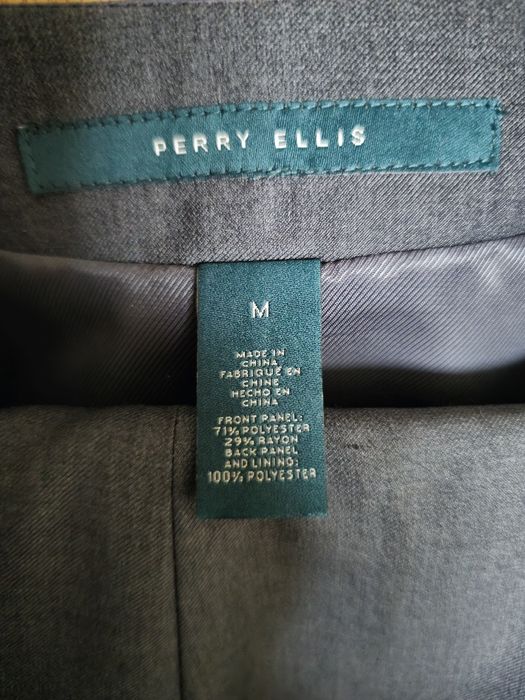 PERRY ELLIS
M
MADE IN
CHINA
FABRIQUÉ EN
CHINE
HECHO EN
CHINA
FRONT PANEL:
71% POLYESTER
29% RAYON
BACK PANEL
AND LINING:
100% POLYESTER